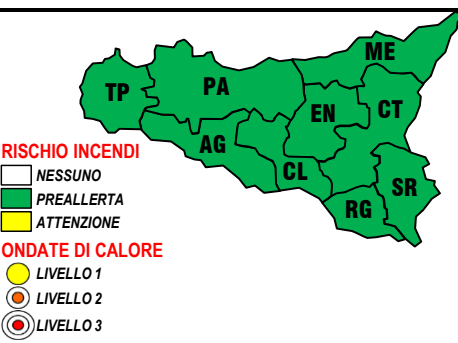 ME
PA
TP
EN
CT
AG
CL
SR
RG
RISCHIO INCENDI
NESSUNO
PREALLERTA
ATTENZIONE
ONDATE DI CALORE
LIVELLO 1
LIVELLO 2
LIVELLO 3